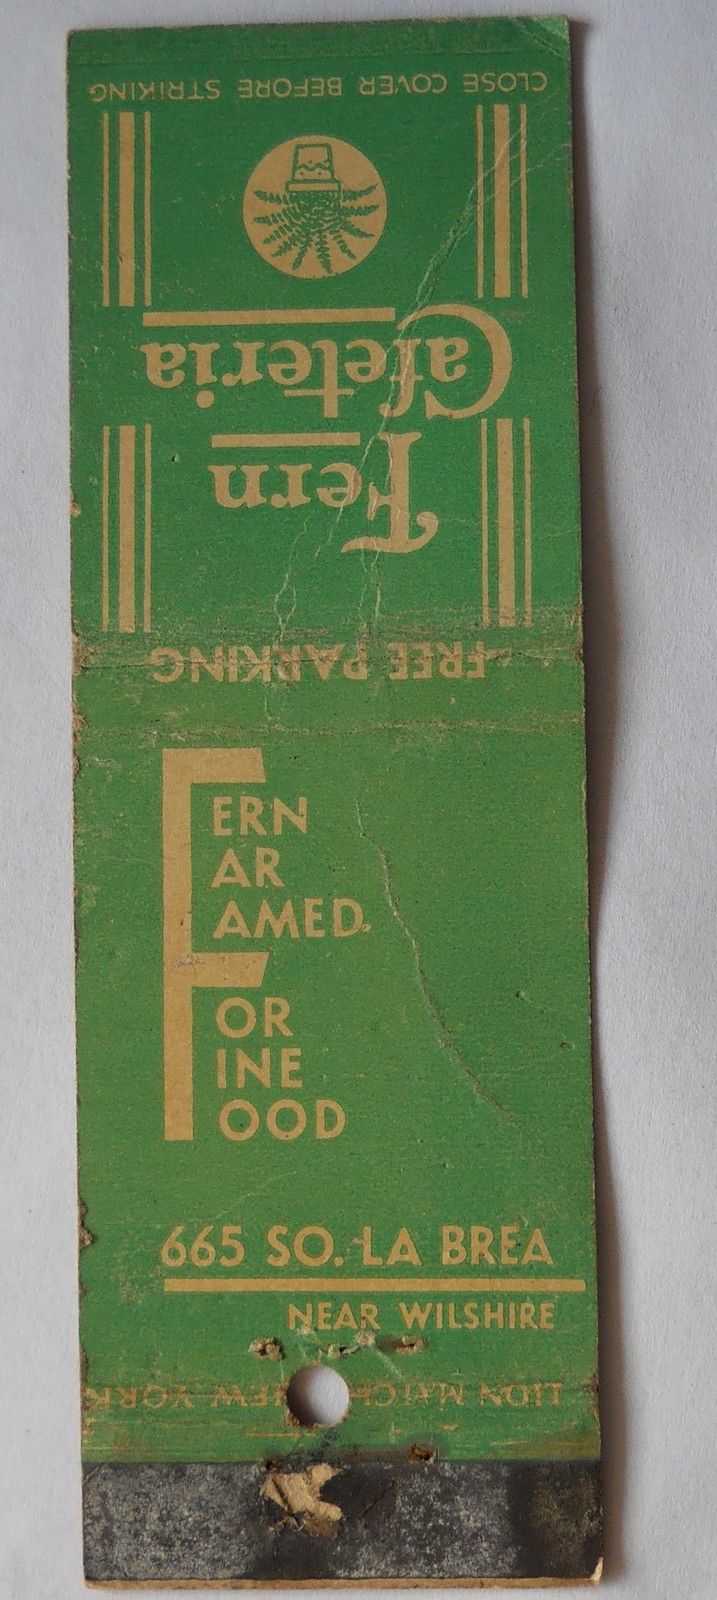 CLOSE COVER BEFORE STRIKING
Fern
Cafeteria
FREE PARKING
FERN
FAR
FAMED
FOR
FINE
FOOD
665 SO. LA BREA
NEAR WILSHIRE
LION MATCH NEW YORK